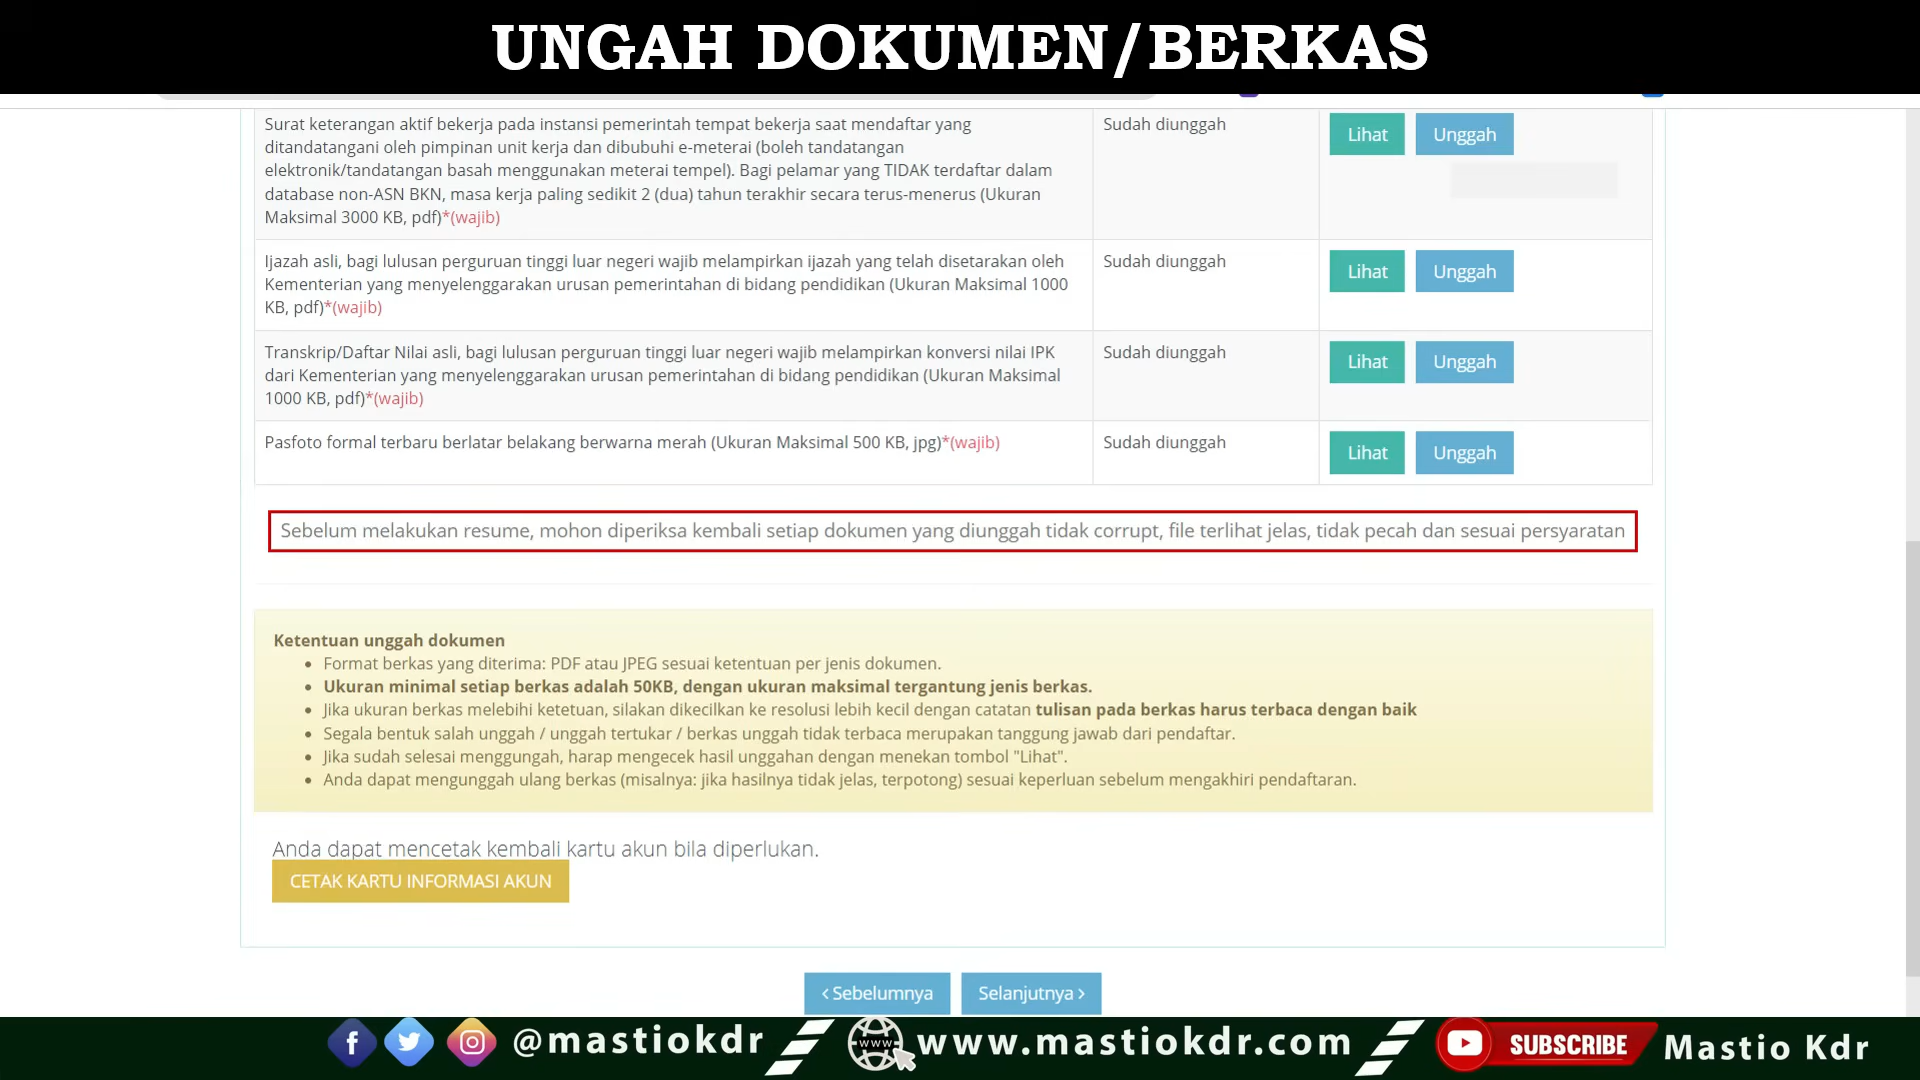 UNGAH DOKUMEN/BERKAS
Surat keterangan aktif bekerja pada instansi pemerintah tempat bekerja saat mendaftar yang
ditandatangani oleh pimpinan unit kerja dan dibubuhi e-meterai (boleh tandatangan
elektronik/tandatangan basah menggunakan meterai tempel). Bagi pelamar yang TIDAK terdaftar dalam
database non-ASN BKN, masa kerja paling sedikit 2 (dua) tahun terakhir secara terus-menerus (Ukuran
Maksimal 3000 KB, pdf)*(wajib)
Sudah diunggah
Lihat
Unggah
Ijazah asli, bagi lulusan perguruan tinggi luar negeri wajib melampirkan ijazah yang telah disetarakan oleh
Kementerian yang menyelenggarakan urusan pemerintahan di bidang pendidikan (Ukuran Maksimal 1000
KB, pdf)*(wajib)
Sudah diunggah
Lihat
Unggah
Transkrip/Daftar Nilai asli, bagi lulusan perguruan tinggi luar negeri wajib melampirkan konversi nilai IPK
dari Kementerian yang menyelenggarakan urusan pemerintahan di bidang pendidikan (Ukuran Maksimal
1000 KB, pdf)*(wajib)
Sudah diunggah
Lihat
Unggah
Pasfoto formal terbaru berlatar belakang berwarna merah (Ukuran Maksimal 500 KB, jpg)*(wajib)
Sudah diunggah
Lihat
Unggah
Sebelum melakukan resume, mohon diperiksa kembali setiap dokumen yang diunggah tidak corrupt, file terlihat jelas, tidak pecah dan sesuai persyaratan
Ketentuan unggah dokumen
• Format berkas yang diterima: PDF atau JPEG sesuai ketentuan per jenis dokumen.
• Ukuran minimal setiap berkas adalah 50KB, dengan ukuran maksimal tergantung jenis berkas.
• Jika ukuran berkas melebihi ketetuan, silakan dikecilkan ke resolusi lebih kecil dengan catatan tulisan pada berkas harus terbaca dengan baik
• Segala bentuk salah unggah / unggah tertukar / berkas unggah tidak terbaca merupakan tanggung jawab dari pendaftar.
• Jika sudah selesai menggungah, harap mengecek hasil unggahan dengan menekan tombol "Lihat".
• Anda dapat mengunggah ulang berkas (misalnya: jika hasilnya tidak jelas, terpotong) sesuai keperluan sebelum mengakhiri pendaftaran.
Anda dapat mencetak kembali kartu akun bila diperlukan.
CETAK KARTU INFORMASI AKUN
‹ Sebelumnya
Selanjutnya ›
@mastiokdr
www
www.mastiokdr.com
SUBSCRIBE
Mastio Kdr